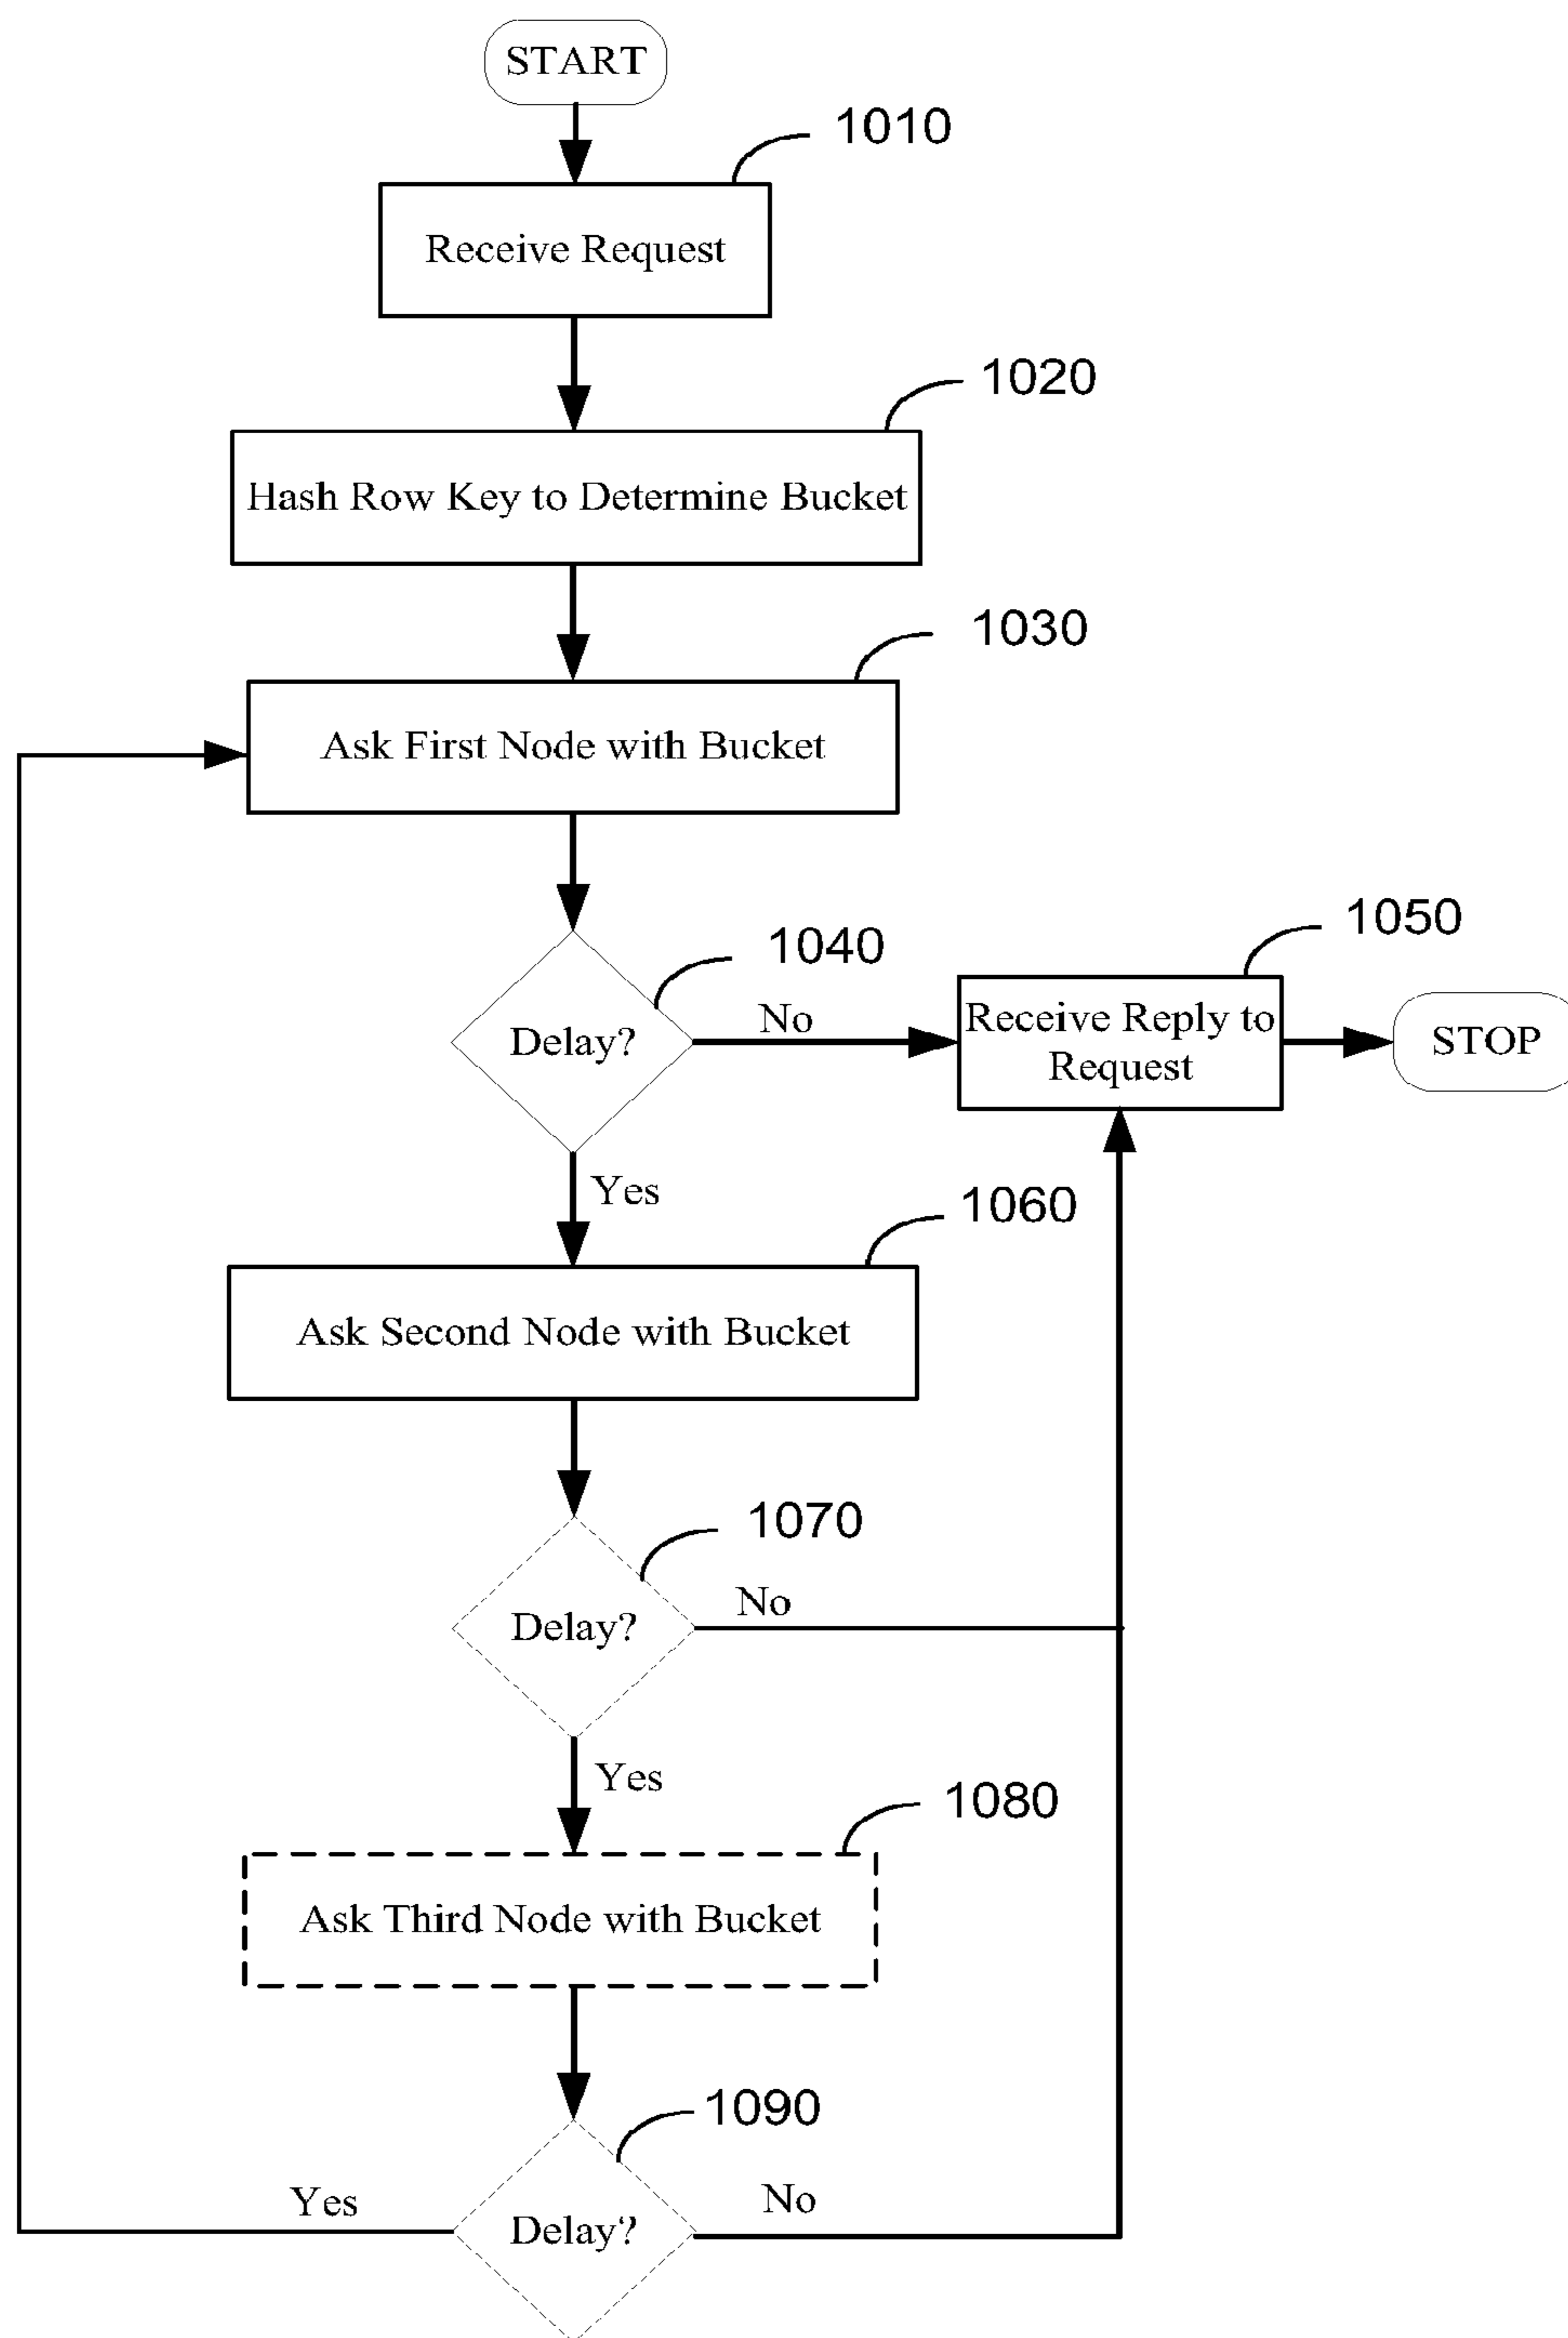 START
1010
Receive Request
1020
Hash Row Key to Determine Bucket
1030
Ask First Node with Bucket
1040
Delay?
No
1050
Receive Reply to
Request
STOP
Yes
1060
Ask Second Node with Bucket
1070
Delay?
No
Yes
1080
Ask Third Node with Bucket
1090
Yes
Delay?
No